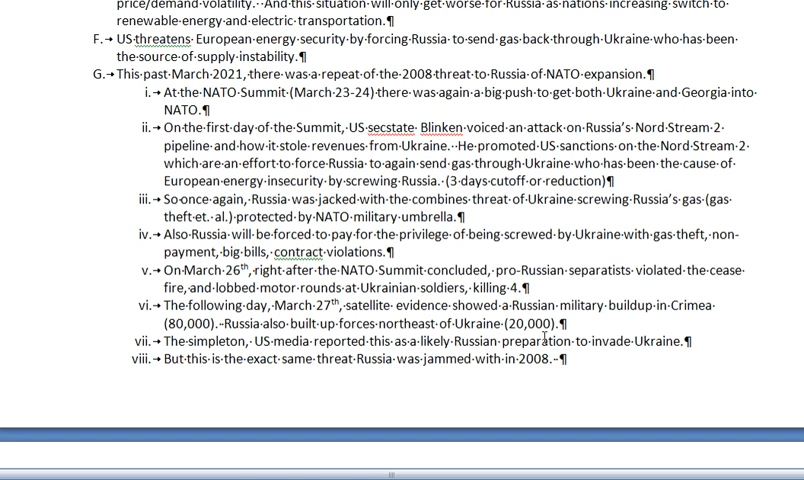 price/demand volatility.  And this situation will only get worse for Russia as nations increasing switch to
renewable energy and electric transportation.¶
F. US threatens European energy security by forcing Russia to send gas back through Ukraine who has been
the source of supply instability.¶
G. This past March 2021, there was a repeat of the 2008 threat to Russia of NATO expansion.¶
i. At the NATO Summit (March 23-24) there was again a big push to get both Ukraine and Georgia into
NATO.¶
ii. On the first day of the Summit, US secstate Blinken voiced an attack on Russia's Nord Stream 2
pipeline and how it stole revenues from Ukraine.  He promoted US sanctions on the Nord Stream 2
which are an effort to force Russia to again send gas through Ukraine who has been the cause of
European energy insecurity by screwing Russia. (3 days cutoff or reduction)¶
iii. So once again, Russia was jacked with the combines threat of Ukraine screwing Russia's gas (gas
theft et. al.) protected by NATO military umbrella.¶
iv. Also Russia will be forced to pay for the privilege of being screwed by Ukraine with gas theft, non-
payment, big bills, contract violations.¶
v. On March 26th, right after the NATO Summit concluded, pro-Russian separatists violated the cease
fire, and lobbed motor rounds at Ukrainian soldiers, killing 4.¶
vi. The following day, March 27th, satellite evidence showed a Russian military buildup in Crimea
(80,000). Russia also built up forces northeast of Ukraine (20,000).¶
vii. The simpleton, US media reported this as a likely Russian preparation to invade Ukraine.¶
viii. But this is the exact same threat Russia was jammed with in 2008. ¶